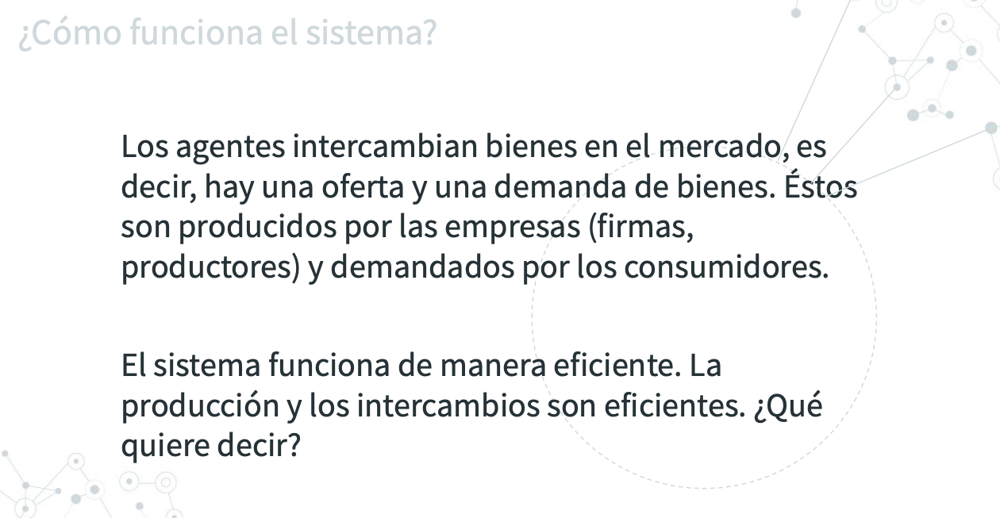 ¿Cómo funciona el sistema?
Los agentes intercambian bienes en el mercado, es
decir, hay una oferta y una demanda de bienes. Éstos
son producidos por las empresas (firmas,
productores) y demandados por los consumidores.
El sistema funciona de manera eficiente. La
producción y los intercambios son eficientes. ¿Qué
quiere decir?